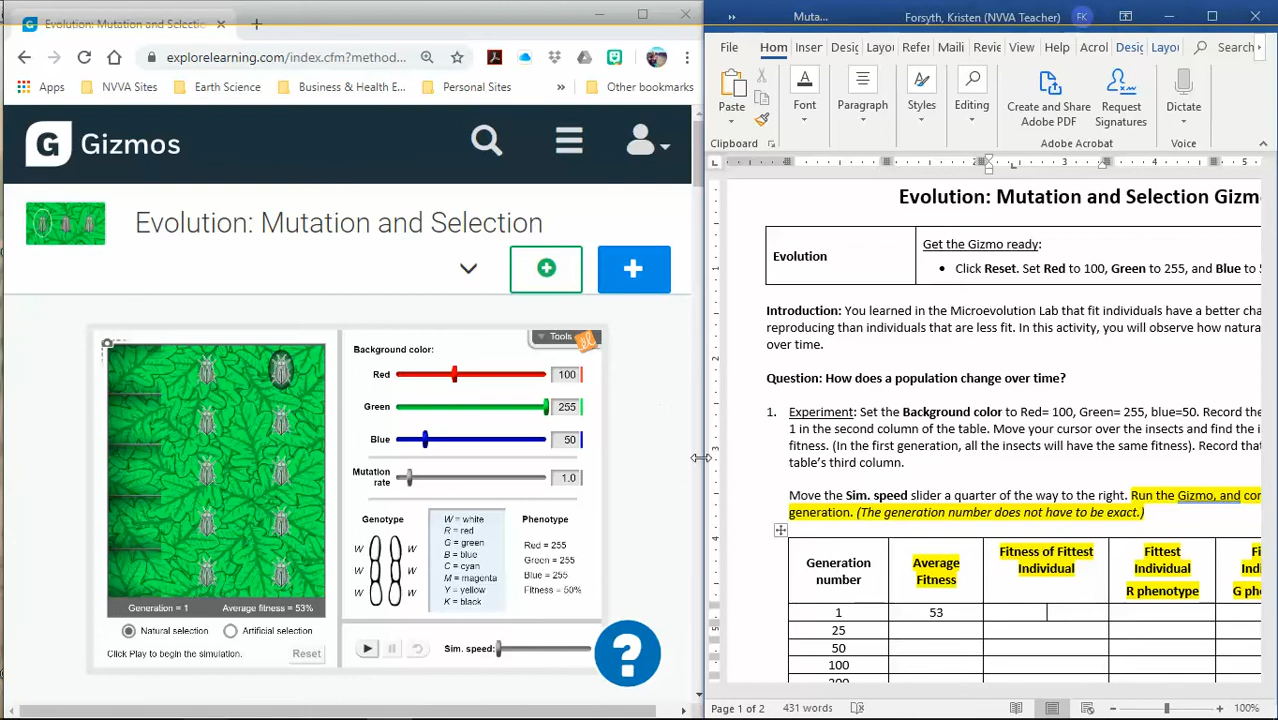 Evolution: Mutation and Selectio
explorelearning.com/index.cfm?method...
Apps
NVVA Sites
Earth Science
Business & Health E...
Personal Sites
»
Other bookmarks
G Gizmos
Evolution: Mutation and Selection
Background color:
Tools
Red 100
Green 255
Blue 50
Mutation
rate 1.0
Genotype
W W
W W
W W
W = white
R = red
G = green
B = blue
C = cyan
M = magenta
Y = yellow
K = black
Phenotype
Red = 255
Green = 255
Blue = 255
Fitness = 50%
Generation = 1 Average fitness = 53%
Natural selection Artificial selection
Click Play to begin the simulation. Reset
Sim. speed:
?
» Muta... Forsyth, Kristen (NVVA Teacher) FK
File Hom Inser Desig Layou Refer Maili Revie View Help Acrol Desig Layou Search
Paste
Font
Paragraph
Styles
Editing
Create and Share
Adobe PDF
Request
Signatures
Dictate
Clipboard
Adobe Acrobat
Voice
Evolution: Mutation and Selection Gizm
Evolution
Get the Gizmo ready:
• Click Reset. Set Red to 100, Green to 255, and Blue to 5
Introduction: You learned in the Microevolution Lab that fit individuals have a better cha
reproducing than individuals that are less fit. In this activity, you will observe how natura
over time.
Question: How does a population change over time?
1. Experiment: Set the Background color to Red= 100, Green= 255, blue=50. Record the
1 in the second column of the table. Move your cursor over the insects and find the i
fitness. (In the first generation, all the insects will have the same fitness). Record that
table's third column.
Move the Sim. speed slider a quarter of the way to the right. Run the Gizmo, and cor
generation. (The generation number does not have to be exact.)
Generation
number
Average
Fitness
Fitness of Fittest
Individual
Fittest
Individual
R phenotype
Fi
Indi
G phe
1 53
25
50
100
200
Page 1 of 2 431 words 100%